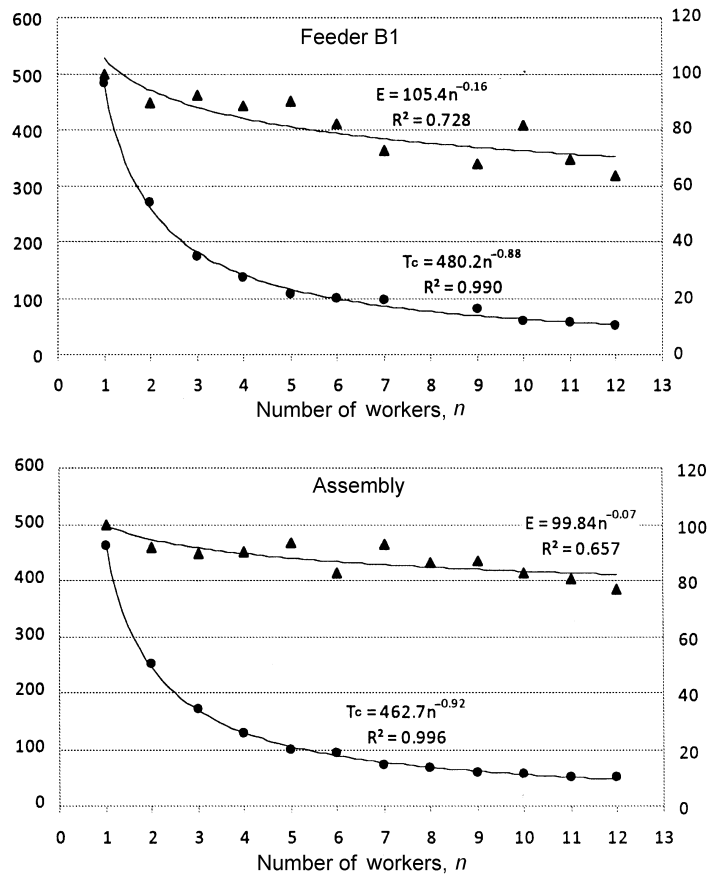 Feeder B1
600
500
400
300
200
100
0
120
100
80
60
40
20
0
E = 105.4n^–0.16
R² = 0.728
Tc = 480.2n^–0.88
R² = 0.990
0 1 2 3 4 5 6 7 8 9 10 11 12 13
Number of workers, n
Assembly
600
500
400
300
200
100
0
120
100
80
60
40
20
0
E = 99.84n^–0.07
R² = 0.657
Tc = 462.7n^–0.92
R² = 0.996
0 1 2 3 4 5 6 7 8 9 10 11 12 13
Number of workers, n